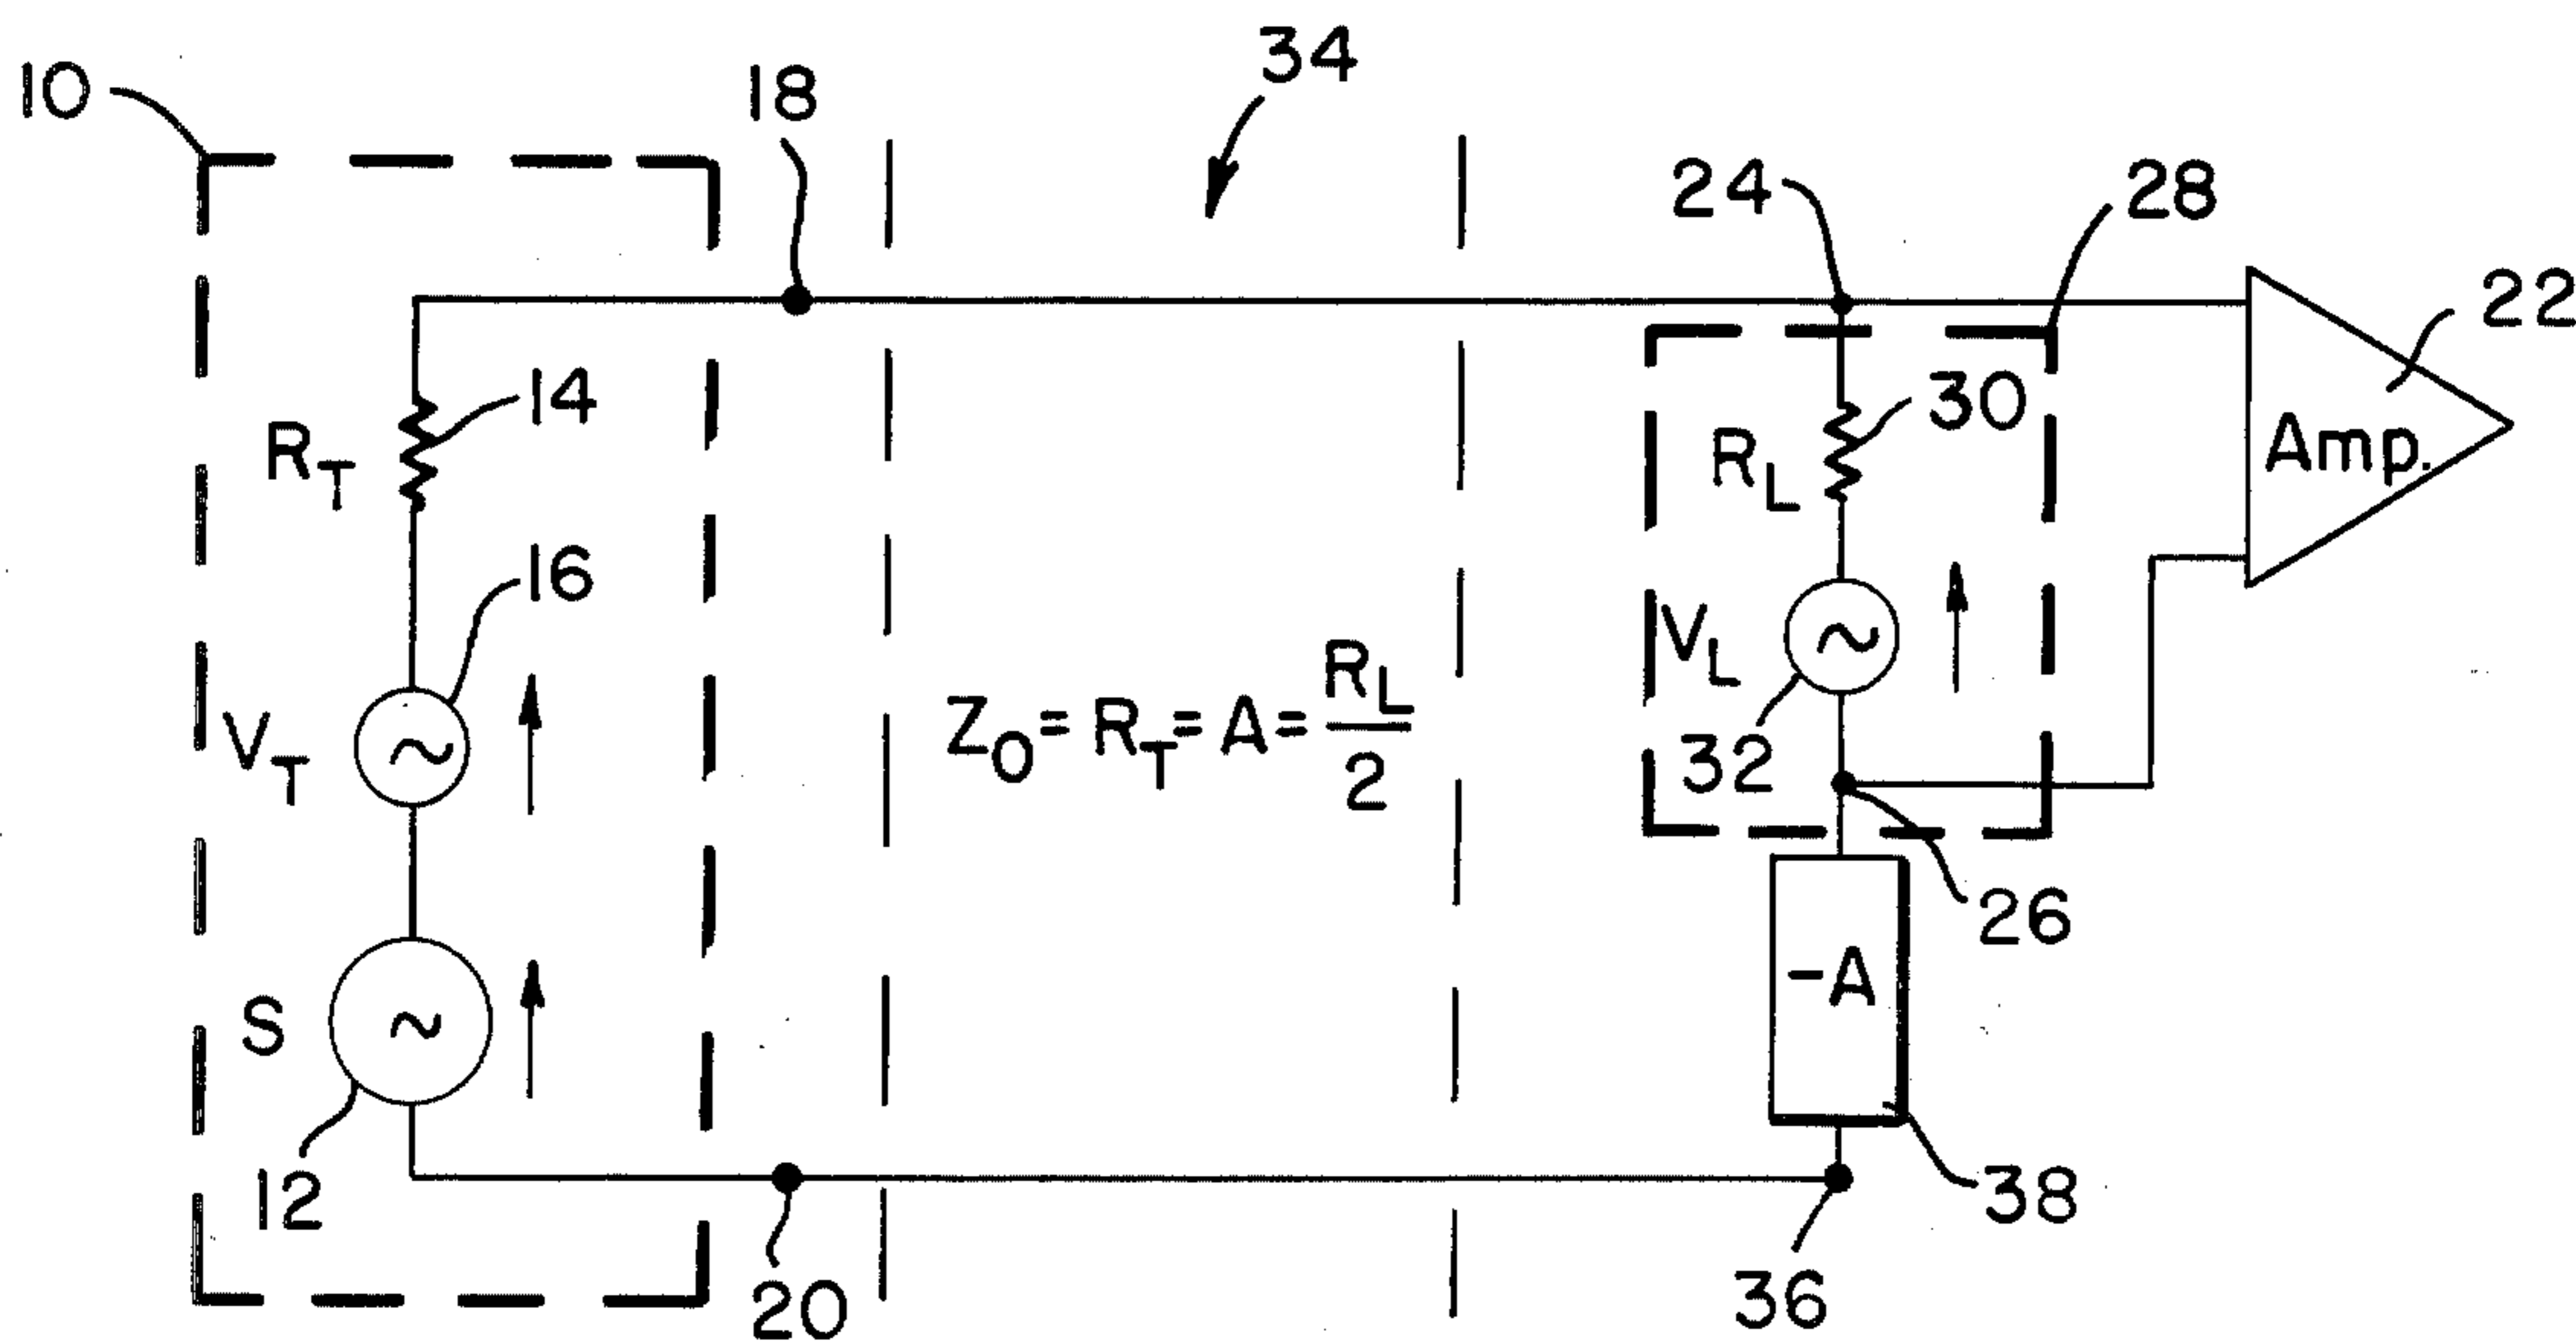 34
10
18
24
28
22
14
30
R_T
R_L
Amp.
16
V_T
V_L
Z_O = R_T = A = R_L/2
32
26
S
-A
12
38
20
36